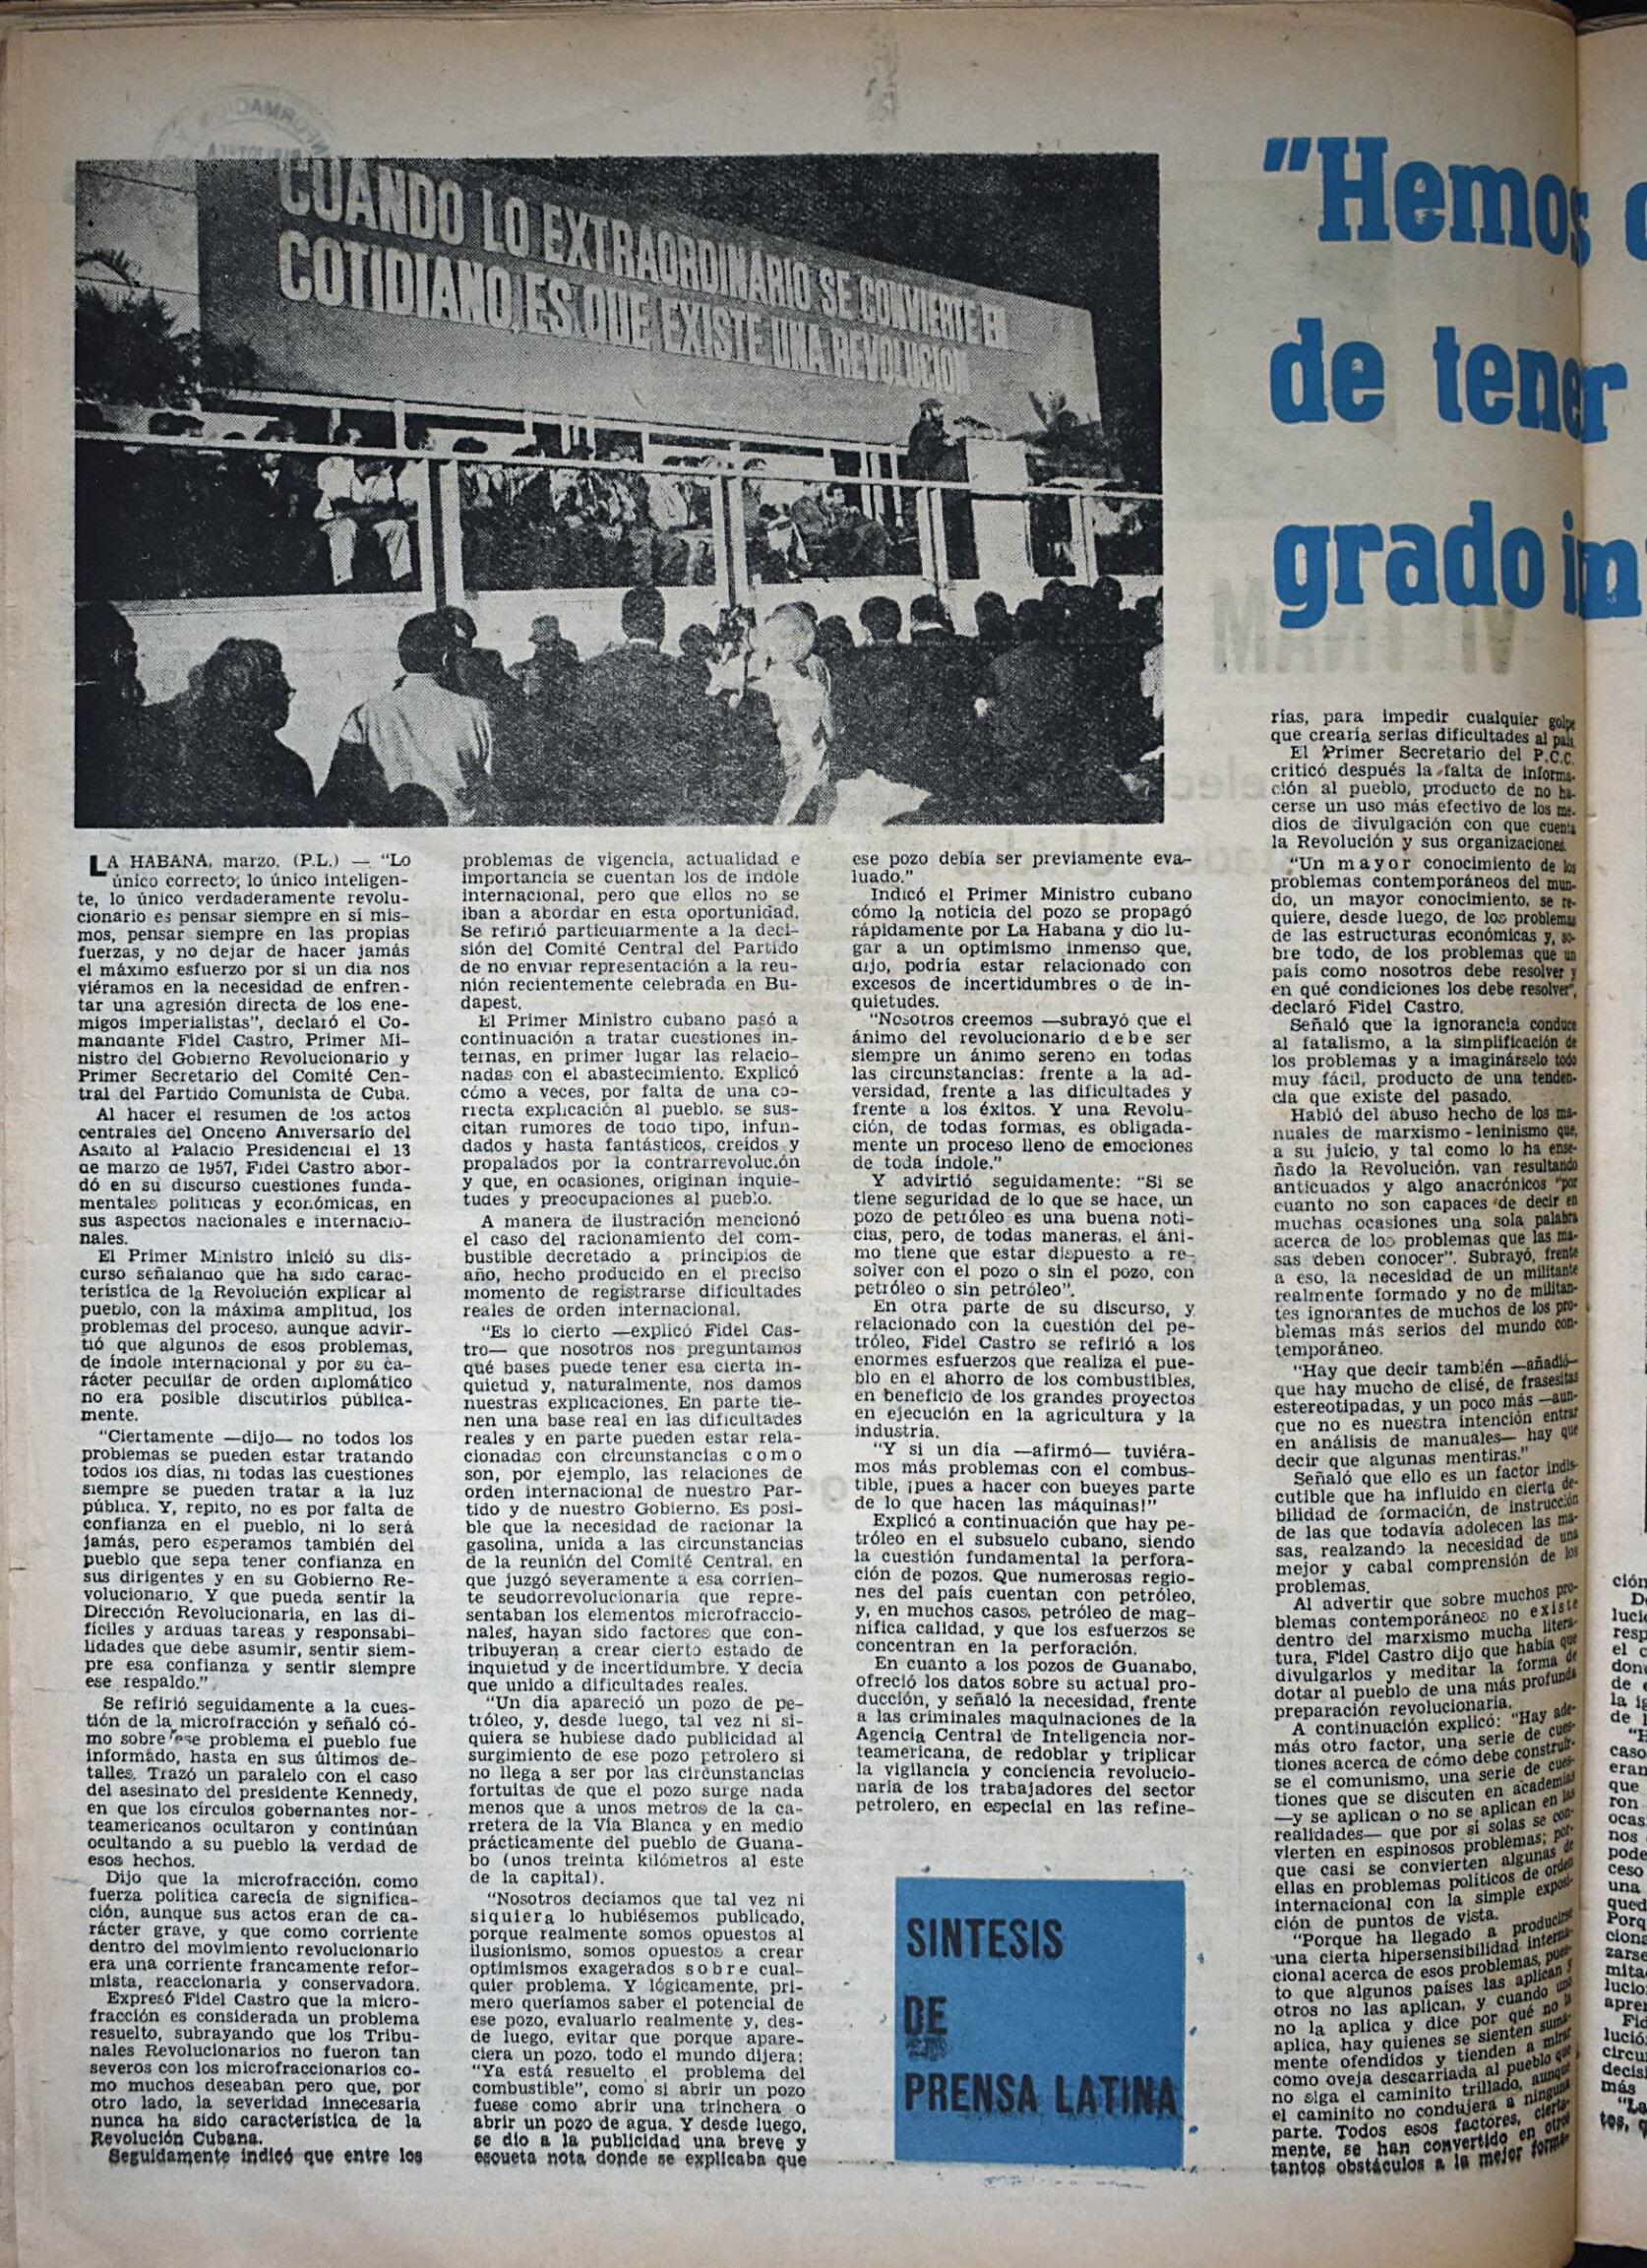 CUANDO LO EXTRAORDINARIO SE CONVIERTE EN
COTIDIANO, ES QUE EXISTE UNA REVOLUCION
"Hemos
de tener
grado
LA HABANA, marzo. (P.L.) — "Lo
único correcto; lo único inteligen-
te, lo único verdaderamente revolu-
cionario es pensar siempre en sí mis-
mos, pensar siempre en las propias
fuerzas, y no dejar de hacer jamás
el máximo esfuerzo por si un dia nos
viéramos en la necesidad de enfren-
tar una agresión directa de los ene-
migos imperialistas", declaró el Co-
mandante Fidel Castro, Primer Mi-
nistro del Gobierno Revolucionario y
Primer Secretario del Comité Cen-
tral del Partido Comunista de Cuba.
Al hacer el resumen de los actos
centrales del Onceno Aniversario del
Asalto al Palacio Presidencial el 13
de marzo de 1957, Fidel Castro abor-
dó en su discurso cuestiones funda-
mentales políticas y económicas, en
sus aspectos nacionales e internacio-
nales.
El Primer Ministro inició su dis-
curso señalando que ha sido carac-
terística de la Revolución explicar al
pueblo, con la máxima amplitud, los
problemas del proceso, aunque advir-
tió que algunos de esos problemas,
de índole internacional y por su ca-
rácter peculiar de orden diplomático
no era posible discutirlos pública-
mente.
"Ciertamente —dijo— no todos los
problemas se pueden estar tratando
todos los días, ni todas las cuestiones
siempre se pueden tratar a la luz
pública. Y, repito, no es por falta de
confianza en el pueblo, ni lo será
jamás, pero esperamos también del
pueblo que sepa tener confianza en
sus dirigentes y en su Gobierno Re-
volucionario. Y que pueda sentir la
Dirección Revolucionaria, en las di-
fíciles y arduas tareas y responsabi-
lidades que debe asumir, sentir siem-
pre esa confianza y sentir siempre
ese respaldo."
Se refirió seguidamente a la cues-
tión de la microfracción y señaló có-
mo sobre ese problema el pueblo fue
informado, hasta en sus últimos de-
talles. Trazó un paralelo con el caso
del asesinato del presidente Kennedy,
en que los círculos gobernantes nor-
teamericanos ocultaron y continúan
ocultando a su pueblo la verdad de
esos hechos.
Dijo que la microfracción, como
fuerza política carecía de significa-
ción, aunque sus actos eran de ca-
rácter grave, y que como corriente
dentro del movimiento revolucionario
era una corriente francamente refor-
mista, reaccionaria y conservadora.
Expresó Fidel Castro que la micro-
fracción es considerada un problema
resuelto, subrayando que los Tribu-
nales Revolucionarios no fueron tan
severos con los microfraccionarios co-
mo muchos deseaban pero que, por
otro lado, la severidad innecesaria
nunca ha sido característica de la
Revolución Cubana.
Seguidamente indicó que entre los
problemas de vigencia, actualidad e
importancia se cuentan los de índole
internacional, pero que ellos no se
iban a abordar en esta oportunidad.
Se refirió particularmente a la deci-
sión del Comité Central del Partido
de no enviar representación a la reu-
nión recientemente celebrada en Bu-
dapest.
El Primer Ministro cubano pasó a
continuación a tratar cuestiones in-
ternas, en primer lugar las relacio-
nadas con el abastecimiento. Explicó
cómo a veces, por falta de una co-
rrecta explicación al pueblo, se sus-
citan rumores de todo tipo, infun-
dados y hasta fantásticos, creídos y
propalados por la contrarrevolución
y que, en ocasiones, originan inquie-
tudes y preocupaciones al pueblo.
A manera de ilustración mencionó
el caso del racionamiento del com-
bustible decretado a principios de
año, hecho producido en el preciso
momento de registrarse dificultades
reales de orden internacional.
"Es lo cierto —explicó Fidel Cas-
tro— que nosotros nos preguntamos
qué bases puede tener esa cierta in-
quietud y, naturalmente, nos damos
nuestras explicaciones. En parte tie-
nen una base real en las dificultades
reales y en parte pueden estar rela-
cionadas con circunstancias como
son, por ejemplo, las relaciones de
orden internacional de nuestro Par-
tido y de nuestro Gobierno. Es posi-
ble que la necesidad de racionar la
gasolina, unida a las circunstancias
de la reunión del Comité Central, en
que juzgó severamente a esa corrien-
te seudorrevolucionaria que repre-
sentaban los elementos microfraccio-
nales, hayan sido factores que con-
tribuyeran a crear cierto estado de
inquietud y de incertidumbre. Y decía
que unido a dificultades reales.
"Un día apareció un pozo de pe-
tróleo, y, desde luego, tal vez ni si-
quiera se hubiese dado publicidad al
surgimiento de ese pozo petrolero si
no llega a ser por las circunstancias
fortuitas de que el pozo surge nada
menos que a unos metros de la ca-
rretera de la Vía Blanca y en medio
prácticamente del pueblo de Guana-
bo (unos treinta kilómetros al este
de la capital).
"Nosotros decíamos que tal vez ni
siquiera lo hubiésemos publicado,
porque realmente somos opuestos al
ilusionismo, somos opuestos a crear
optimismos exagerados sobre cual-
quier problema. Y lógicamente, pri-
mero queríamos saber el potencial de
ese pozo, evaluarlo realmente y, des-
de luego, evitar que porque apare-
ciera un pozo, todo el mundo dijera:
"Ya está resuelto el problema del
combustible", como si abrir un pozo
fuese como abrir una trinchera o
abrir un pozo de agua. Y desde luego,
se dio a la publicidad una breve y
escueta nota donde se explicaba que
ese pozo debía ser previamente eva-
luado."
Indicó el Primer Ministro cubano
cómo la noticia del pozo se propagó
rápidamente por La Habana y dio lu-
gar a un optimismo inmenso que,
dijo, podría estar relacionado con
excesos de incertidumbres o de in-
quietudes.
"Nosotros creemos —subrayó que el
ánimo del revolucionario debe ser
siempre un ánimo sereno en todas
las circunstancias: frente a la ad-
versidad, frente a las dificultades y
frente a los éxitos. Y una Revolu-
ción, de todas formas, es obligada-
mente un proceso lleno de emociones
de toda índole."
Y advirtió seguidamente: "Si se
tiene seguridad de lo que se hace, un
pozo de petróleo es una buena noti-
cias, pero, de todas maneras, el áni-
mo tiene que estar dispuesto a re-
solver con el pozo o sin el pozo, con
petróleo o sin petróleo".
En otra parte de su discurso, y
relacionado con la cuestión del pe-
tróleo, Fidel Castro se refirió a los
enormes esfuerzos que realiza el pue-
blo en el ahorro de los combustibles,
en beneficio de los grandes proyectos
en ejecución en la agricultura y la
industria.
"Y si un día —afirmó— tuviéra-
mos más problemas con el combus-
tible, ¡pues a hacer con bueyes parte
de lo que hacen las máquinas!"
Explicó a continuación que hay pe-
tróleo en el subsuelo cubano, siendo
la cuestión fundamental la perfora-
ción de pozos. Que numerosas regio-
nes del país cuentan con petróleo,
y, en muchos casos, petróleo de mag-
nífica calidad, y que los esfuerzos se
concentran en la perforación.
En cuanto a los pozos de Guanabo,
ofreció los datos sobre su actual pro-
ducción, y señaló la necesidad, frente
a las criminales maquinaciones de la
Agencia Central de Inteligencia nor-
teamericana, de redoblar y triplicar
la vigilancia y conciencia revolucio-
naria de los trabajadores del sector
petrolero, en especial en las refine-
SINTESIS
DE
PRENSA LATINA
rías, para impedir cualquier golpe
que crearía serias dificultades al país.
El Primer Secretario del P.C.C.
criticó después la falta de informa-
ción al pueblo, producto de no ha-
cerse un uso más efectivo de los me-
dios de divulgación con que cuenta
la Revolución y sus organizaciones.
"Un mayor conocimiento de los
problemas contemporáneos del mun-
do, un mayor conocimiento, se re-
quiere, desde luego, de los problemas
de las estructuras económicas y, so-
bre todo, de los problemas que un
país como nosotros debe resolver y
en qué condiciones los debe resolver",
declaró Fidel Castro.
Señaló que la ignorancia conduce
al fatalismo, a la simplificación de
los problemas y a imaginárselo todo
muy fácil, producto de una tenden-
cia que existe del pasado.
Habló del abuso hecho de los ma-
nuales de marxismo-leninismo que,
a su juicio, y tal como lo ha ense-
ñado la Revolución, van resultando
anticuados y algo anacrónicos "por
cuanto no son capaces de decir en
muchas ocasiones una sola palabra
acerca de los problemas que las ma-
sas deben conocer". Subrayó, frente
a eso, la necesidad de un militante
realmente formado y no de militan-
tes ignorantes de muchos de los pro-
blemas más serios del mundo con-
temporáneo.
"Hay que decir también —añadió—
que hay mucho de clisé, de frasesitas
estereotipadas, y un poco más —aun-
que no es nuestra intención entrar
en análisis de manuales— hay que
decir que algunas mentiras."
Señaló que ello es un factor indis-
cutible que ha influido en cierta de-
bilidad de formación, de instrucción
de las que todavía adolecen las ma-
sas, realzando la necesidad de una
mejor y cabal comprensión de los
problemas.
Al advertir que sobre muchos pro-
blemas contemporáneos no existe
dentro del marxismo mucha litera-
tura, Fidel Castro dijo que había que
divulgarlos y meditar la forma de
dotar al pueblo de una más profunda
preparación revolucionaria.
A continuación explicó: "Hay ade-
más otro factor, una serie de cues-
tiones acerca de cómo debe construir-
se el comunismo, una serie de cues-
tiones que se discuten en academias
—y se aplican o no se aplican en las
realidades— que por sí solas se con-
vierten en espinosos problemas; por-
que casi se convierten algunas de
ellas en problemas políticos de orden
internacional con la simple exposi-
ción de puntos de vista.
"Porque ha llegado a producirse
una cierta hipersensibilidad interna-
cional acerca de esos problemas, pues-
to que algunos países las aplican y
otros no las aplican, y cuando uno
no la aplica y dice por qué no la
aplica, hay quienes se sienten suma-
mente ofendidos y tienden a mirar
como oveja descarriada al pueblo que
no siga el caminito trillado, aunque
el caminito no condujera a ninguna
parte. Todos esos factores, cierta-
mente, se han convertido en otros
tantos obstáculos a la mejor forma-